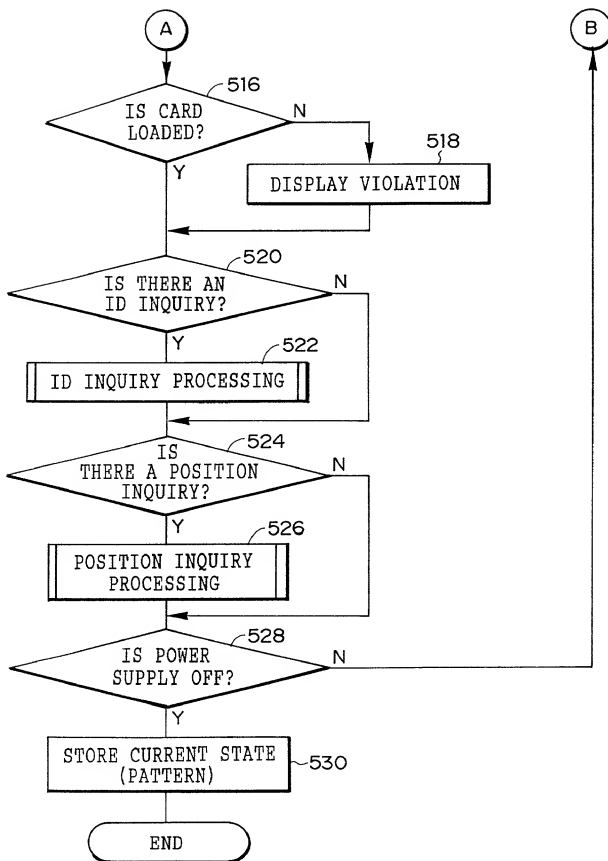 A
B
516
IS CARD
LOADED?
N
Y
518
DISPLAY VIOLATION
520
IS THERE AN
ID INQUIRY?
N
Y
522
ID INQUIRY PROCESSING
524
IS
THERE A POSITION
INQUIRY?
N
Y
526
POSITION INQUIRY
PROCESSING
528
IS POWER
SUPPLY OFF?
N
Y
STORE CURRENT STATE
(PATTERN)
530
END